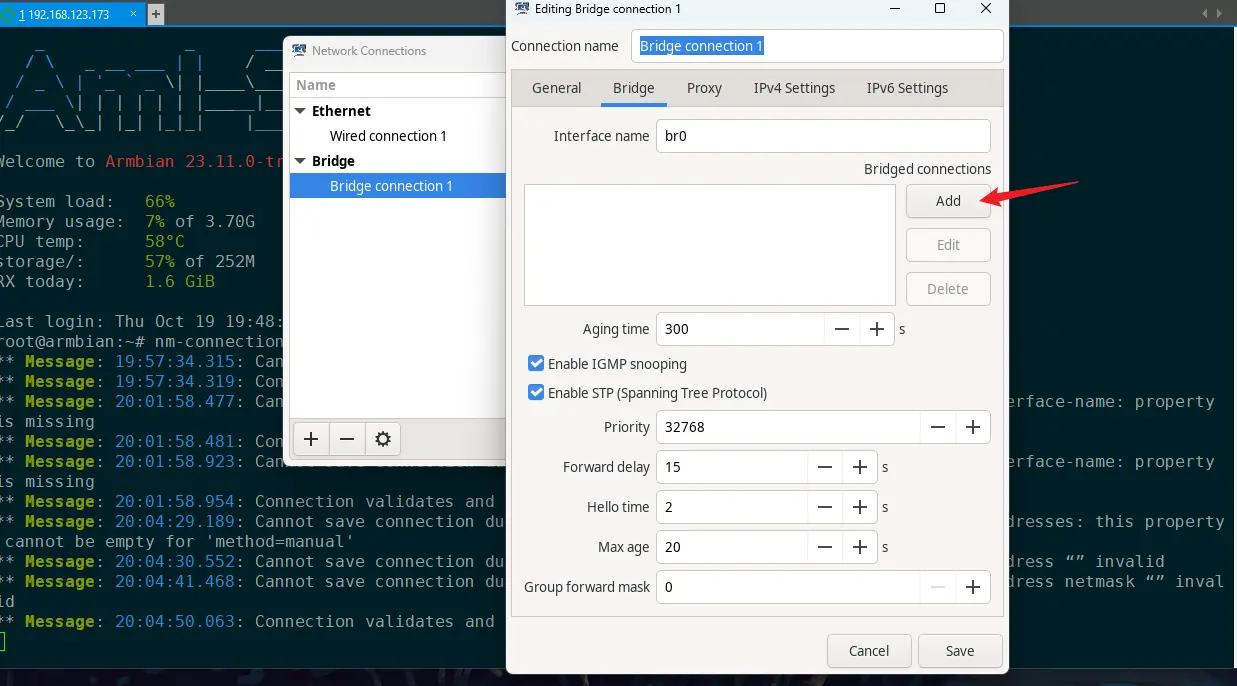 1 192.168.123.173
×
+
Welcome to Armbian 23.11.0-tr
System load: 66%
Memory usage: 7% of 3.70G
CPU temp: 58°C
storage/: 57% of 252M
RX today: 1.6 GiB
Last login: Thu Oct 19 19:48:
root@armbian:~# nm-connection
** Message: 19:57:34.315: Can
** Message: 19:57:34.319: Con
** Message: 20:01:58.477: Can erface-name: property
is missing
** Message: 20:01:58.481: Con
** Message: 20:01:58.923: Can erface-name: property
is missing
** Message: 20:01:58.954: Connection validates and
** Message: 20:04:29.189: Cannot save connection du dresses: this property
cannot be empty for 'method=manual'
** Message: 20:04:30.552: Cannot save connection du dress “” invalid
** Message: 20:04:41.468: Cannot save connection du dress netmask “” inval
id
** Message: 20:04:50.063: Connection validates and
Network Connections
Name
Ethernet
Wired connection 1
Bridge
Bridge connection 1
Editing Bridge connection 1
Connection name Bridge connection 1
General Bridge Proxy IPv4 Settings IPv6 Settings
Interface name br0
Bridged connections
Add
Edit
Delete
Aging time 300 s
Enable IGMP snooping
Enable STP (Spanning Tree Protocol)
Priority 32768
Forward delay 15 s
Hello time 2 s
Max age 20 s
Group forward mask 0
Cancel Save